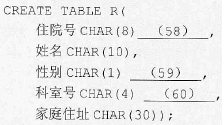 CREATE TABLE R(
住院号 CHAR(8) (58) ,
姓名 CHAR(10),
性别 CHAR(1) (59) ,
科室号 CHAR(4) (60) ,
家庭住址 CHAR(30));